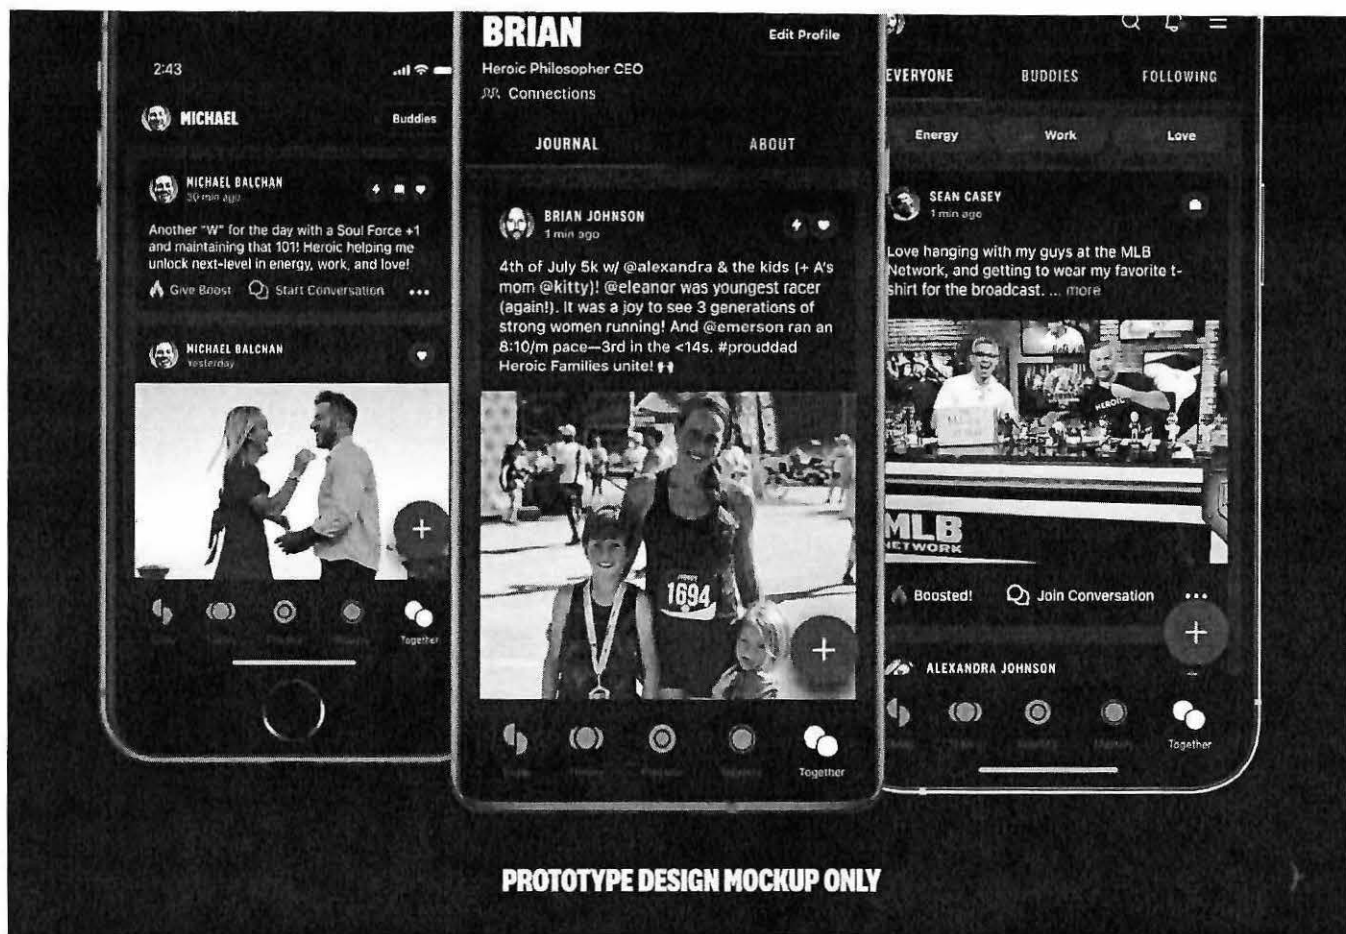 2:43
MICHAEL
Buddies
MICHAEL BALCHAN
30 min ago
Another "W" for the day with a Soul Force +1
and maintaining that 101! Heroic helping me
unlock next-level in energy, work, and love!
Give Boost
Start Conversation
MICHAEL BALCHAN
Yesterday
Together
BRIAN
Edit Profile
Heroic Philosopher CEO
Connections
JOURNAL
ABOUT
BRIAN JOHNSON
1 min ago
4th of July 5k w/ @alexandra & the kids (+ A's
mom @kitty)! @eleanor was youngest racer
(again!). It was a joy to see 3 generations of
strong women running! And @emerson ran an
8:10/m pace—3rd in the <14s. #prouddad
Heroic Families unite!
1694
Together
EVERYONE
BUDDIES
FOLLOWING
Energy
Work
Love
SEAN CASEY
1 min ago
Love hanging with my guys at the MLB
Network, and getting to wear my favorite t-
shirt for the broadcast. ... more
HEROIC
MLB
NETWORK
Boosted!
Join Conversation
ALEXANDRA JOHNSON
Together
PROTOTYPE DESIGN MOCKUP ONLY